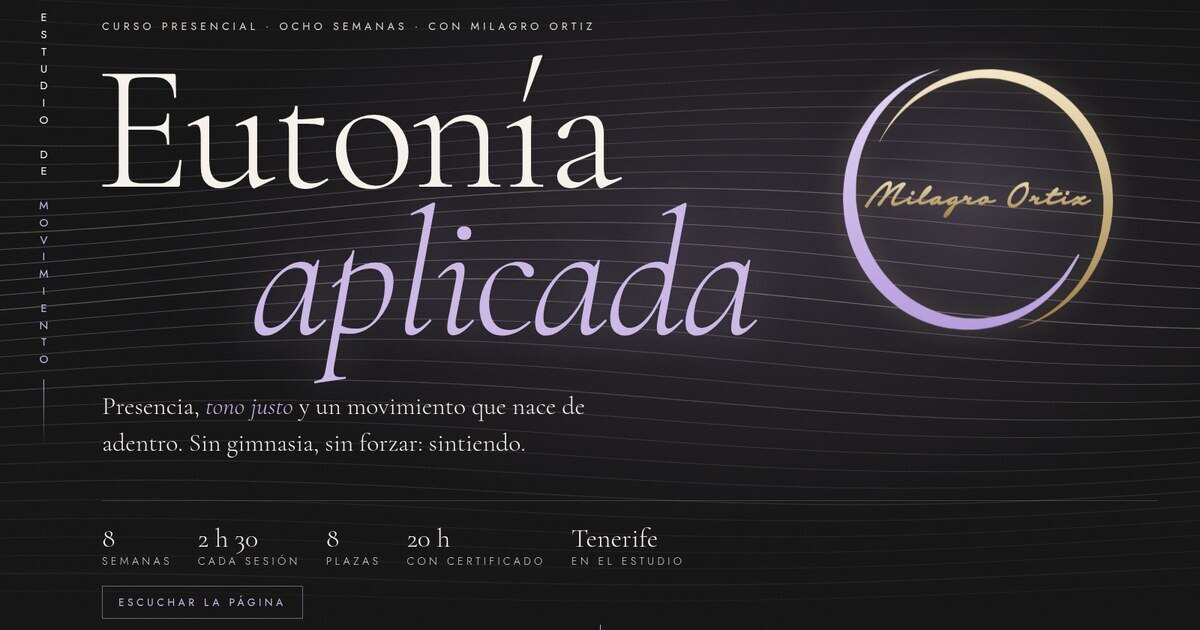 ESTUDIO DE MOVIMIENTO
CURSO PRESENCIAL · OCHO SEMANAS · CON MILAGRO ORTIZ
Eutonía
aplicada
Milagro Ortiz
Presencia, tono justo y un movimiento que nace de
adentro. Sin gimnasia, sin forzar: sintiendo.
8
SEMANAS
2 h 30
CADA SESIÓN
8
PLAZAS
20 h
CON CERTIFICADO
Tenerife
EN EL ESTUDIO
ESCUCHAR LA PÁGINA